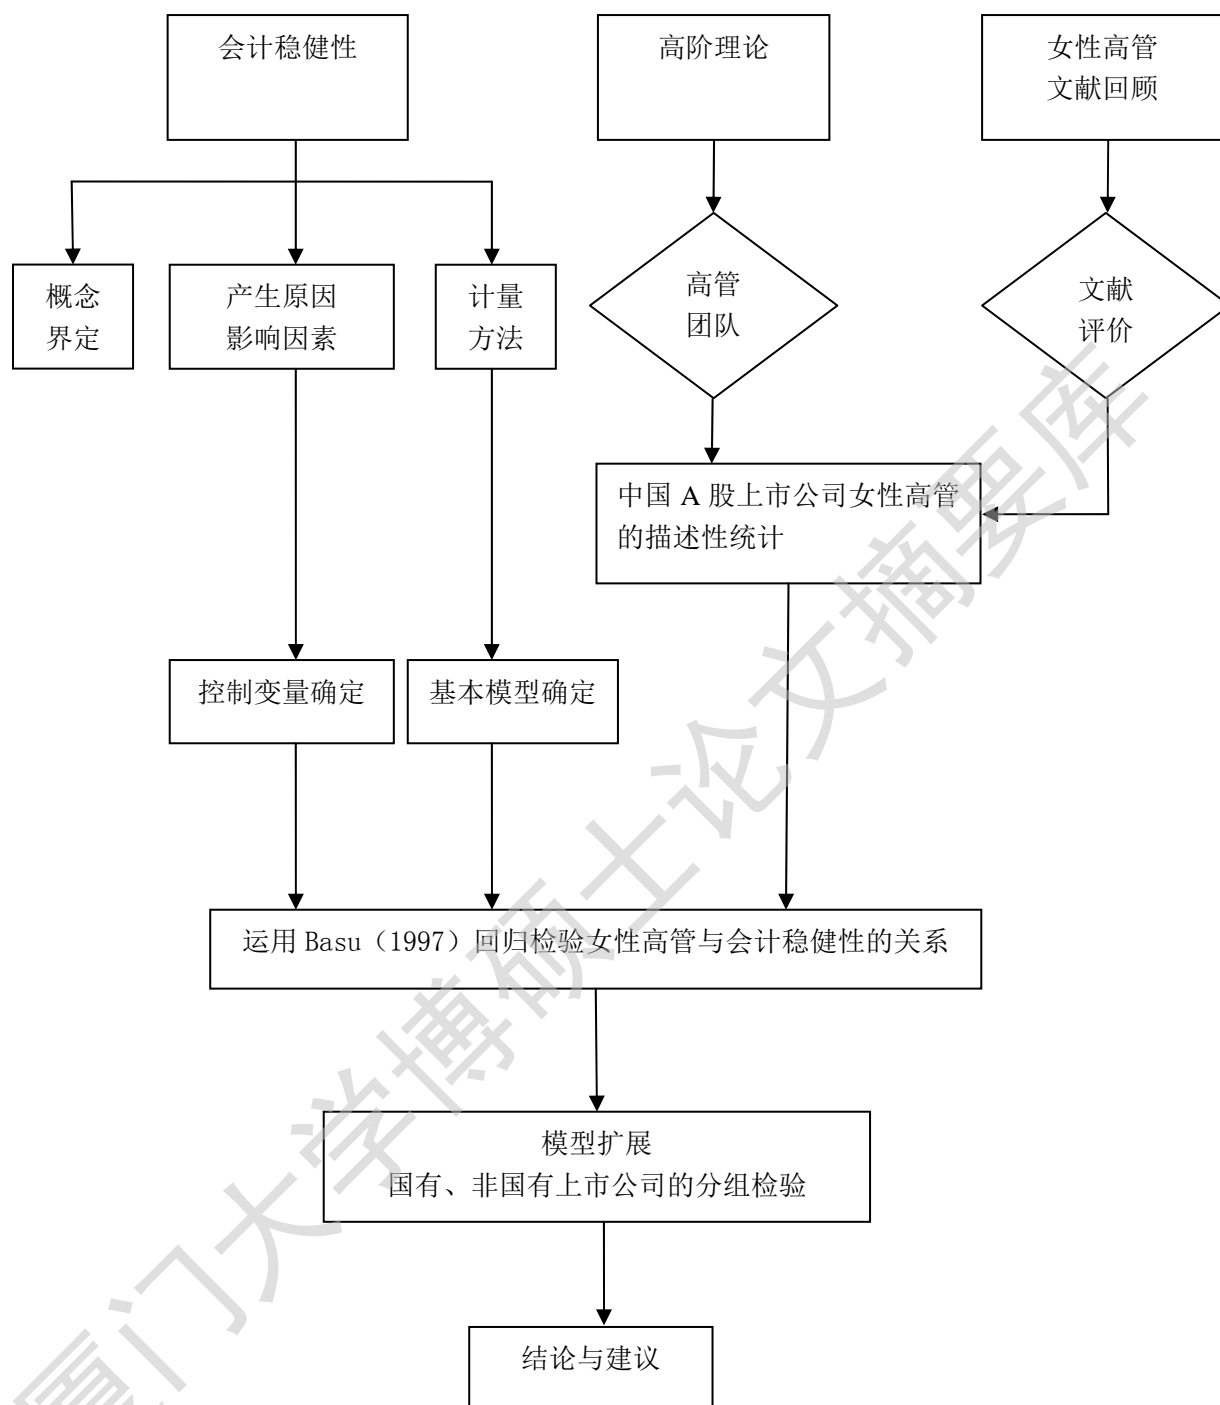 会计稳健性
高阶理论
女性高管
文献回顾
概念
界定
产生原因
影响因素
计量
方法
高管
团队
文献
评价
中国 A 股上市公司女性高管
的描述性统计
控制变量确定
基本模型确定
运用 Basu（1997）回归检验女性高管与会计稳健性的关系
模型扩展
国有、非国有上市公司的分组检验
结论与建议
厦门大学博硕士论文摘要库